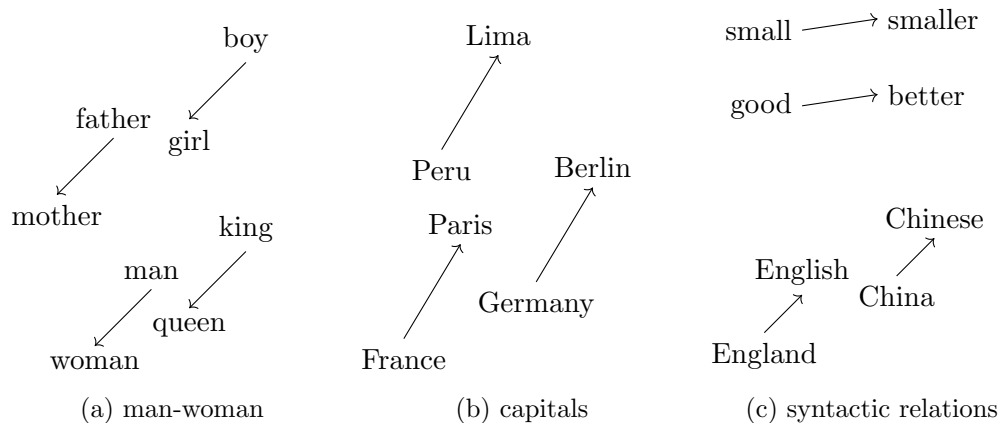 boy
father
girl
mother
king
man
queen
woman
(a) man-woman
Lima
Peru
Berlin
Paris
Germany
France
(b) capitals
small
smaller
good
better
Chinese
English
China
England
(c) syntactic relations